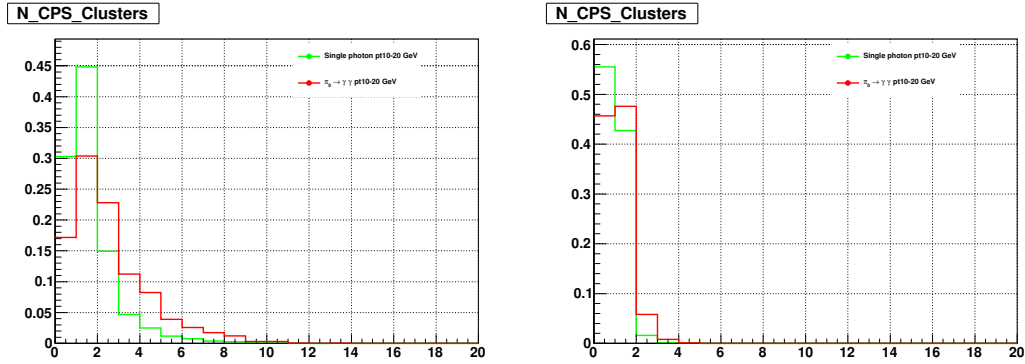 N_CPS_Clusters
Single photon pt10-20 GeV
π₀ → γ γ pt10-20 GeV
0.45
0.4
0.35
0.3
0.25
0.2
0.15
0.1
0.05
0
0 2 4 6 8 10 12 14 16 18 20
N_CPS_Clusters
Single photon pt10-20 GeV
π₀ → γ γ pt10-20 GeV
0.6
0.5
0.4
0.3
0.2
0.1
0
0 2 4 6 8 10 12 14 16 18 20